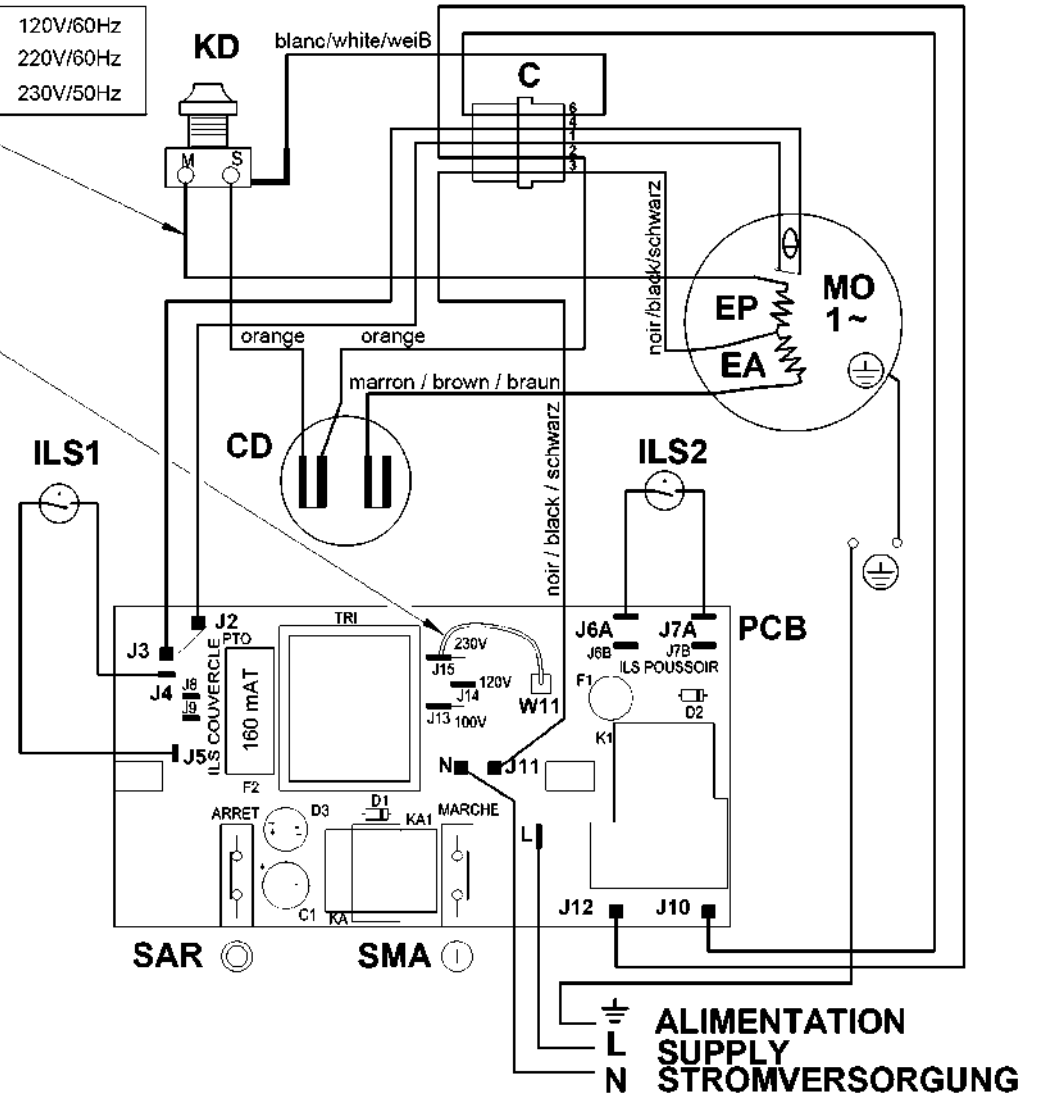 120V/60Hz
220V/60Hz
230V/50Hz
KD
blanc/white/weiB
C
6
4
1
2
5
3
M
S
noir/black/schwarz
MO
1~
EP
EA
orange
orange
marron / brown / braun
CD
ILS1
ILS2
noir / black / schwarz
J2
J3
J4
J5
PTO
ILS COUVERCLE
J8
J9
160 mAT
F2
TRI
230V
J15
120V
J14
J13
100V
W11
J6A
J7A
J6B
J7B
ILS POUSSOIR
PCB
F1
D2
K1
N
J11
L
ARRET
D3
D1
KA1
MARCHE
C1
KA
J12
J10
SAR
SMA
ALIMENTATION
L SUPPLY
N STROMVERSORGUNG